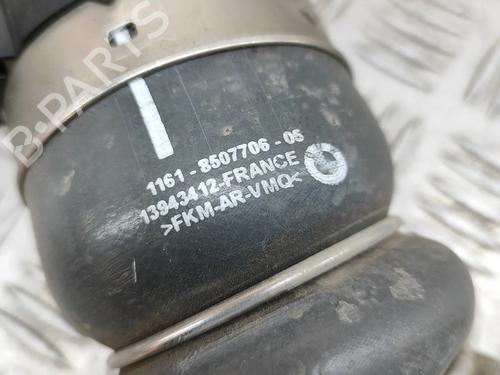 B-PARTS
1161 - 8507706 - 05
13943412-FRANCE
>FKM-AR-VMQ<